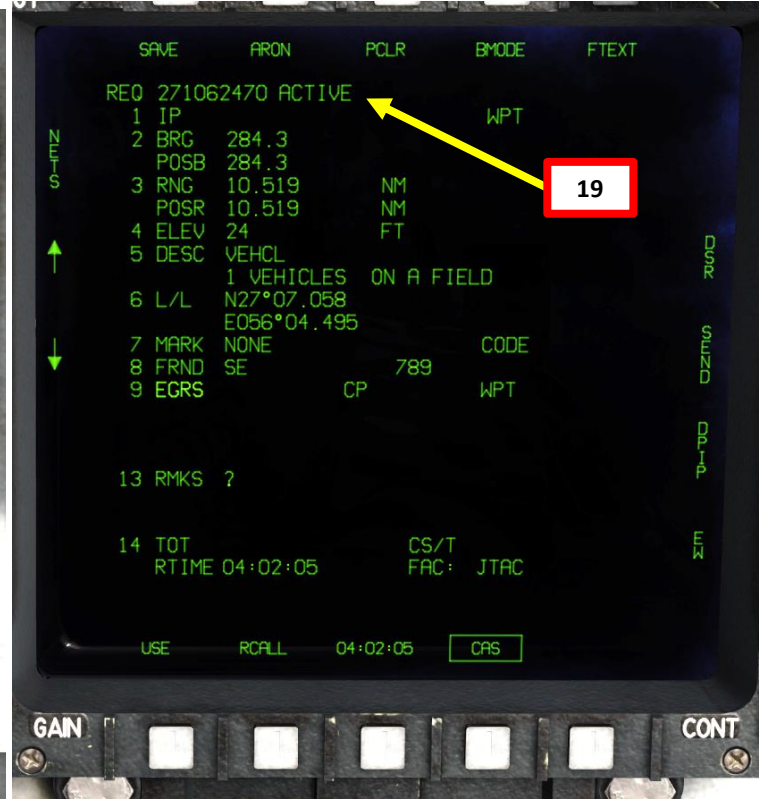 SAVE ARON PCLR BMODE FTEXT
REQ 271062470 ACTIVE
1 IP WPT
2 BRG 284.3
POSB 284.3
3 RNG 10.519 NM
POSR 10.519 NM
4 ELEV 24 FT
5 DESC VEHCL
1 VEHICLES ON A FIELD
6 L/L N27°07.058
E056°04.495
7 MARK NONE CODE
8 FRND SE 789
9 EGRS CP WPT
13 RMKS ?
14 TOT CS/T
RTIME 04:02:05 FAC: JTAC
USE RCALL 04:02:05 CAS
NETS
19
DSR
SEND
DPIP
EW
GAIN CONT